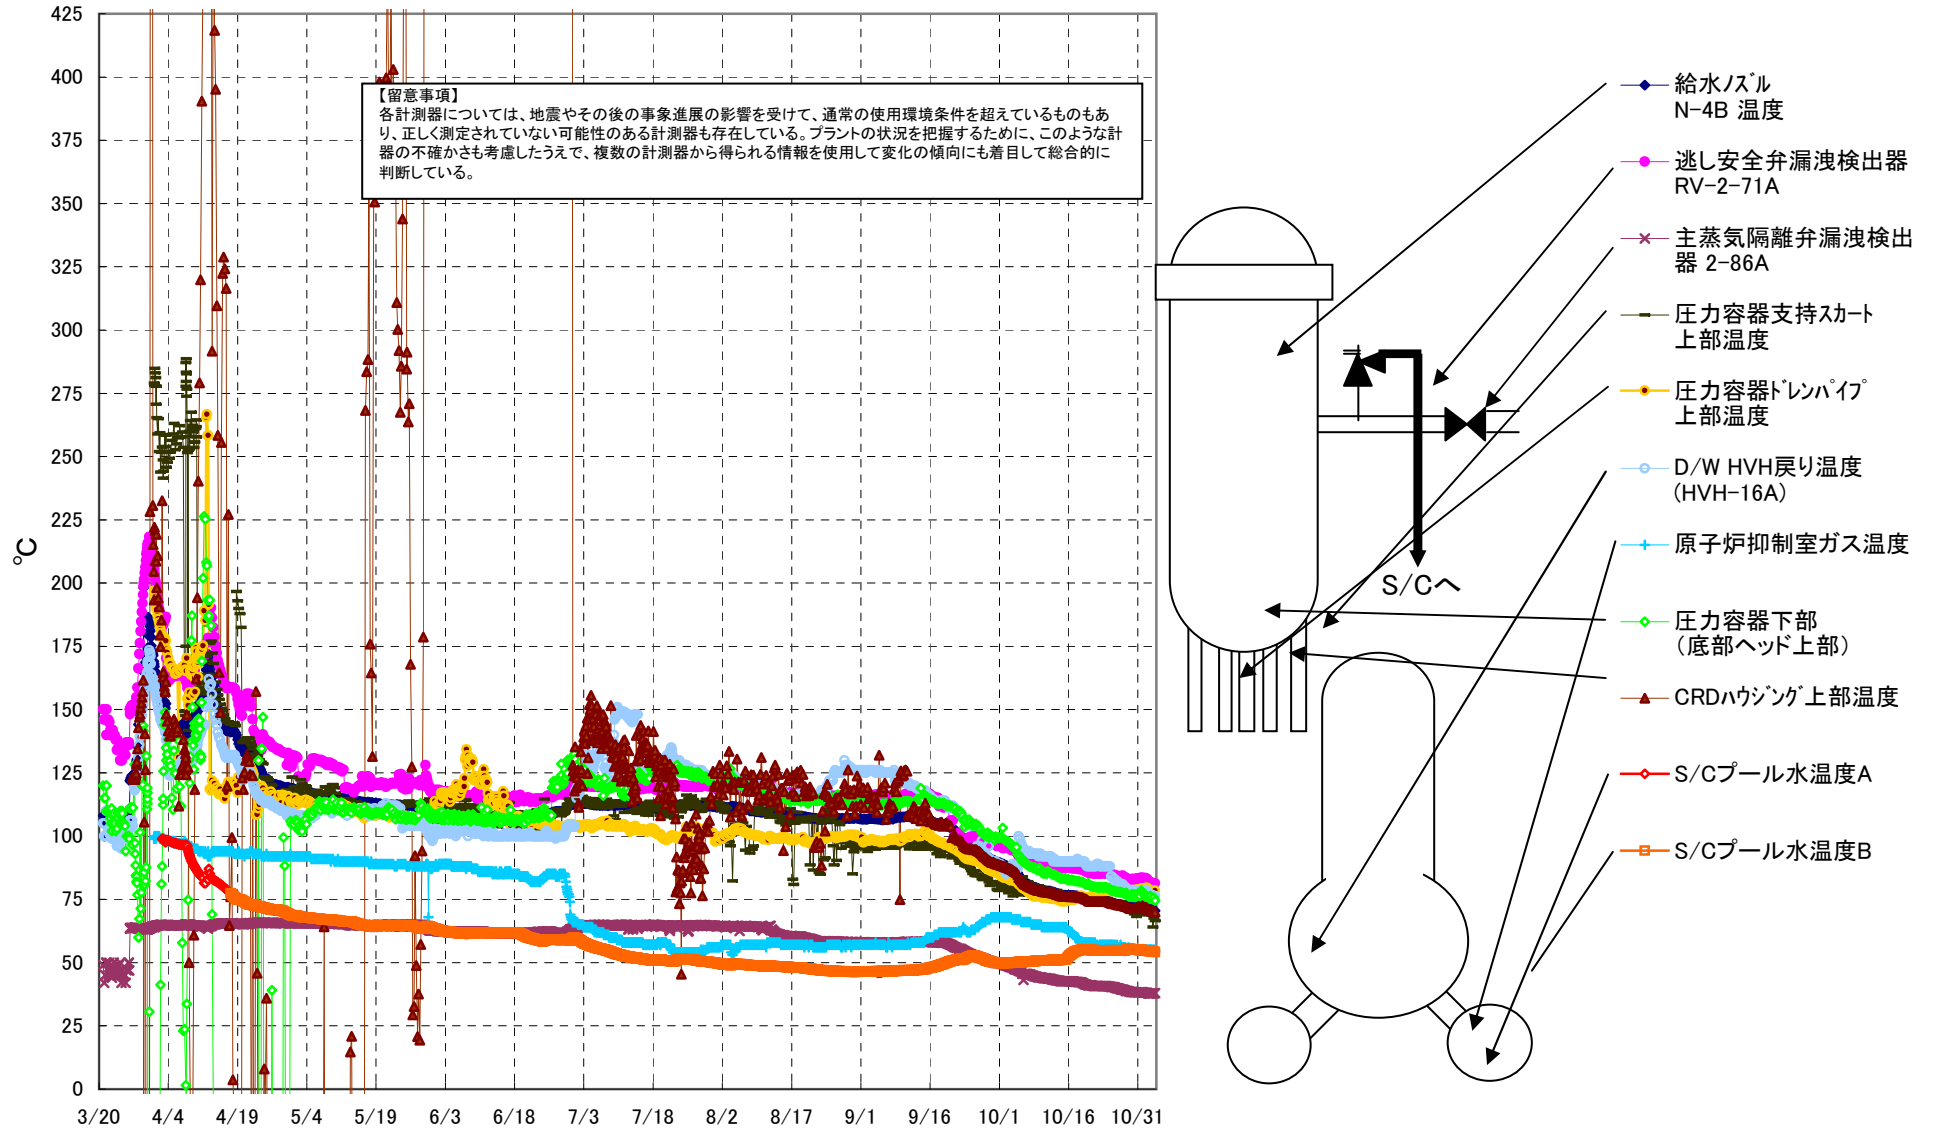 425
400
375
350
325
300
275
250
225
200
175
150
125
100
75
50
25
0
℃
3/20 4/4 4/19 5/4 5/19 6/3 6/18 7/3 7/18 8/2 8/17 9/1 9/16 10/1 10/16 10/31
【留意事項】
各計測器については、地震やその後の事象進展の影響を受けて、通常の使用環境条件を超えているものもあ
り、正しく測定されていない可能性のある計測器も存在している。プラントの状況を把握するために、このような計
器の不確かさも考慮したうえで、複数の計測器から得られる情報を使用して変化の傾向にも着目して総合的に
判断している。
S/Cへ
給水ﾉｽﾞﾙ
N-4B 温度
逃し安全弁漏洩検出器
RV-2-71A
主蒸気隔離弁漏洩検出
器 2-86A
圧力容器支持ｽｶｰﾄ
上部温度
圧力容器ﾄﾞﾚﾝﾊﾟｲﾌﾟ
上部温度
D/W HVH戻り温度
(HVH-16A)
原子炉抑制室ガス温度
圧力容器下部
（底部ヘッド上部）
CRDﾊｳｼﾞﾝｸﾞ上部温度
S/Cプール水温度A
S/Cプール水温度B